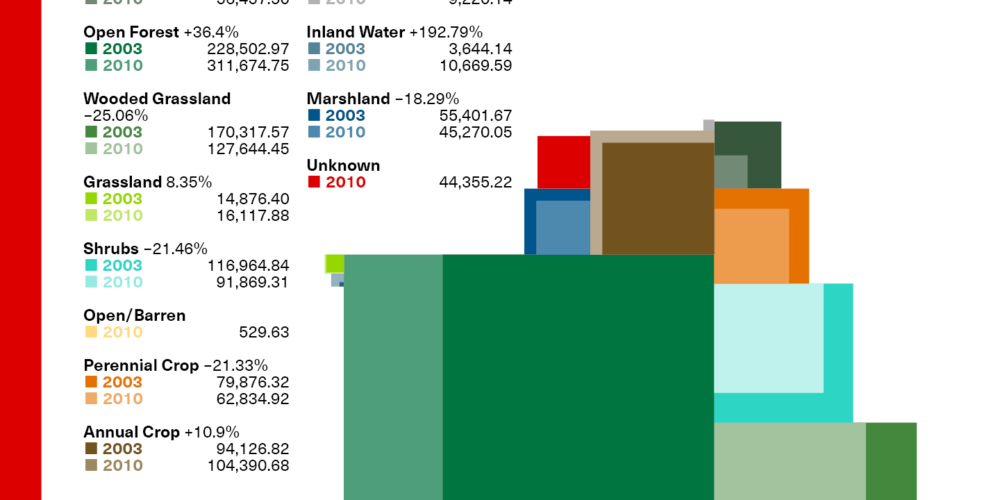 Open Forest +36.4%
2003 228,502.97
2010 311,674.75
Wooded Grassland
–25.06%
2003 170,317.57
2010 127,644.45
Grassland 8.35%
2003 14,876.40
2010 16,117.88
Shrubs –21.46%
2003 116,964.84
2010 91,869.31
Open/Barren
2010 529.63
Perennial Crop –21.33%
2003 79,876.32
2010 62,834.92
Annual Crop +10.9%
2003 94,126.82
2010 104,390.68
Inland Water +192.79%
2003 3,644.14
2010 10,669.59
Marshland –18.29%
2003 55,401.67
2010 45,270.05
Unknown
2010 44,355.22